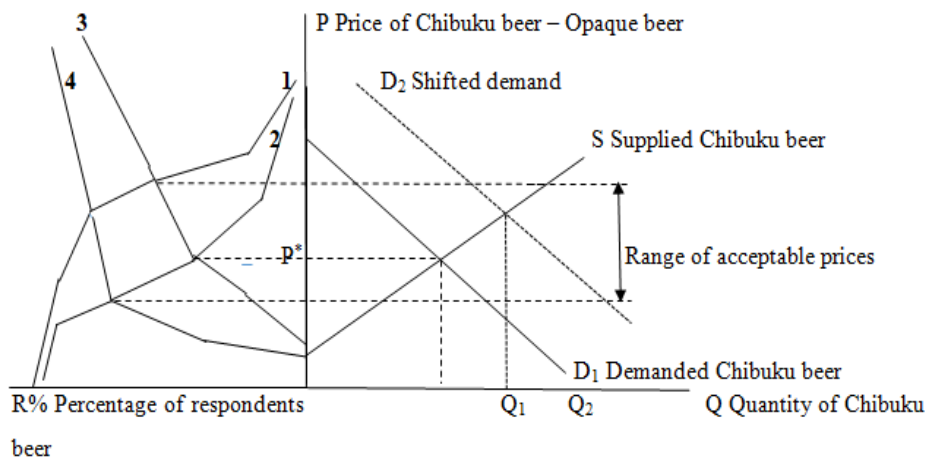 3
P Price of Chibuku beer – Opaque beer
4
1
D₂ Shifted demand
2
S Supplied Chibuku beer
P*
Range of acceptable prices
D₁ Demanded Chibuku beer
R% Percentage of respondents
Q₁
Q₂
Q Quantity of Chibuku
beer